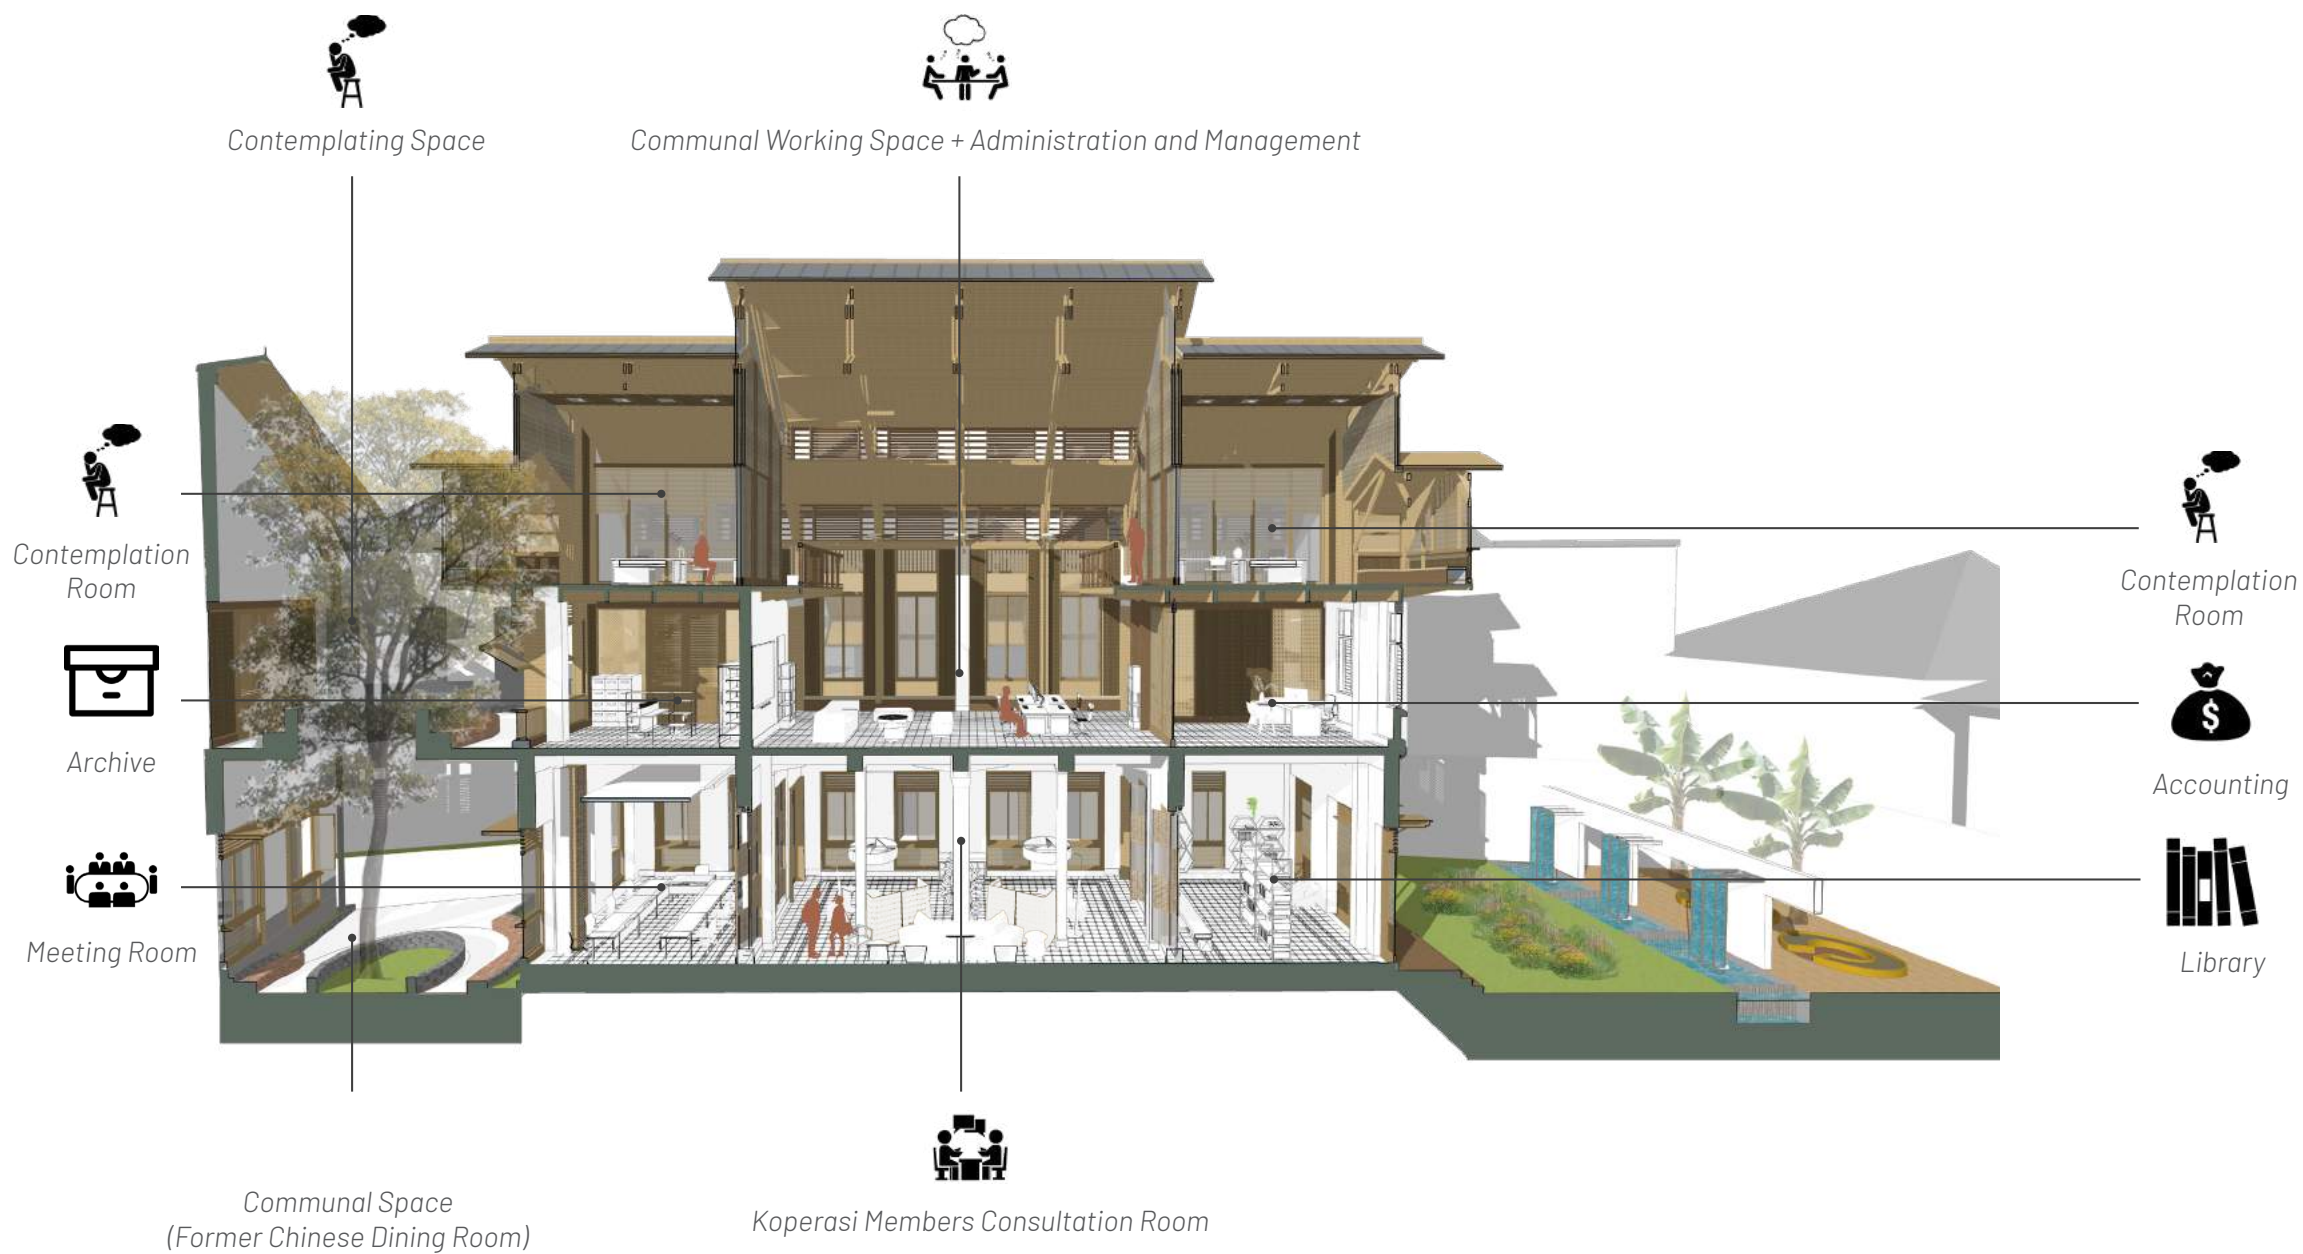 Contemplating Space
Communal Working Space + Administration and Management
Contemplation
Room
Contemplation
Room
Archive
Accounting
Meeting Room
Library
Communal Space
(Former Chinese Dining Room)
Koperasi Members Consultation Room
$